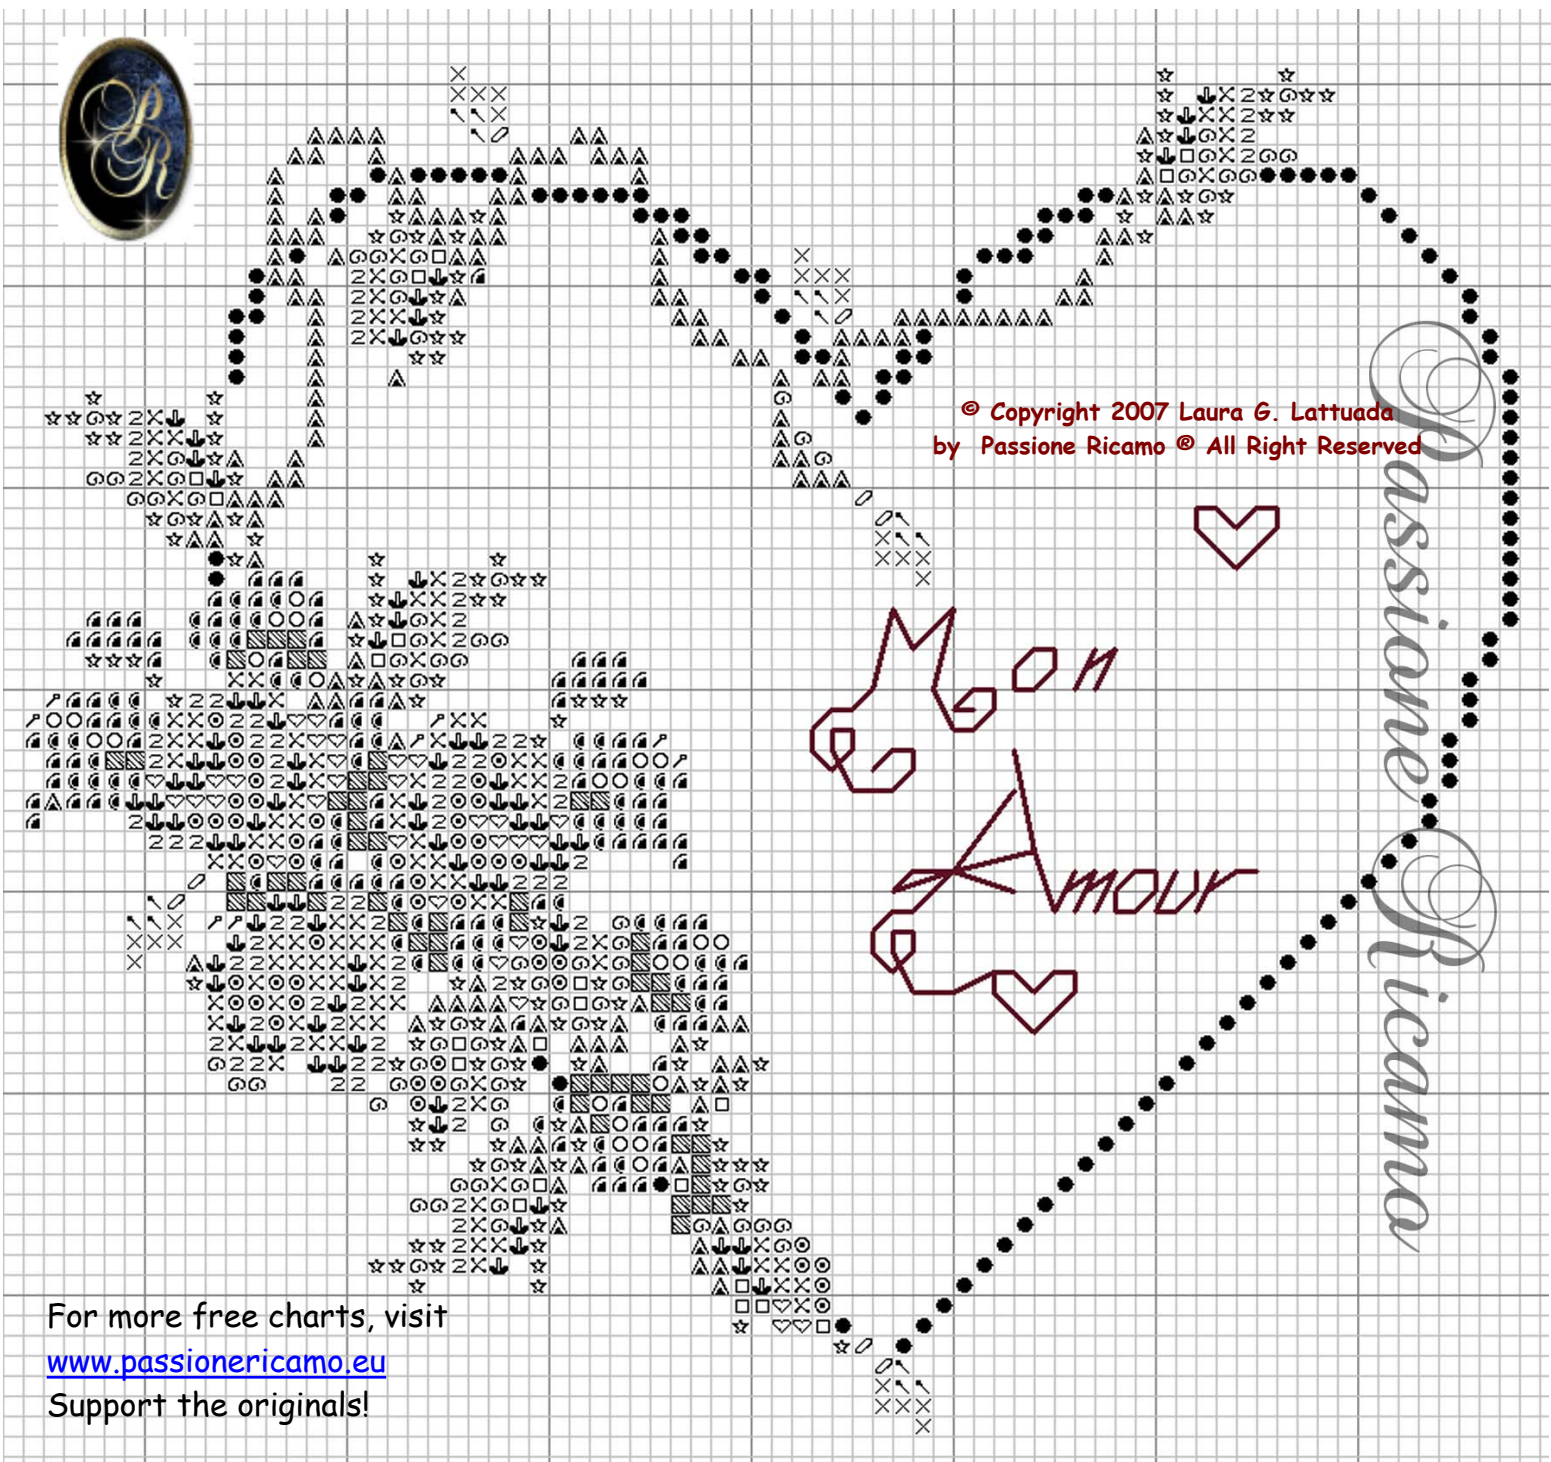 PR
© Copyright 2007 Laura G. Lattuada
by Passione Ricamo ® All Right Reserved
Mon
Amour
Passione Ricamo
For more free charts, visit
www.passionericamo.eu
Support the originals!